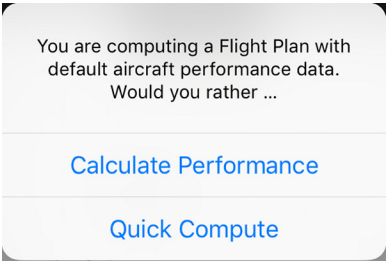 You are computing a Flight Plan with
default aircraft performance data.
Would you rather ...
Calculate Performance
Quick Compute